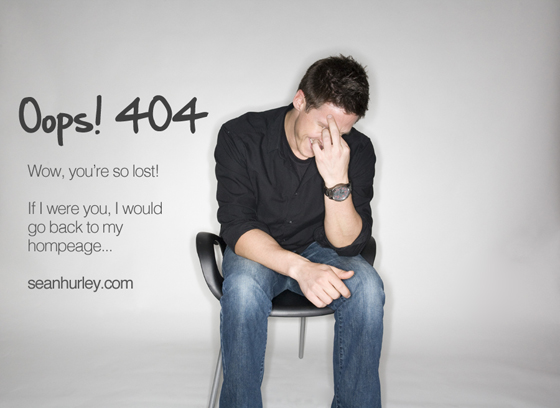 Oops! 404
Wow, you're so lost!
If I were you, I would
go back to my
hompeage...
seanhurley.com